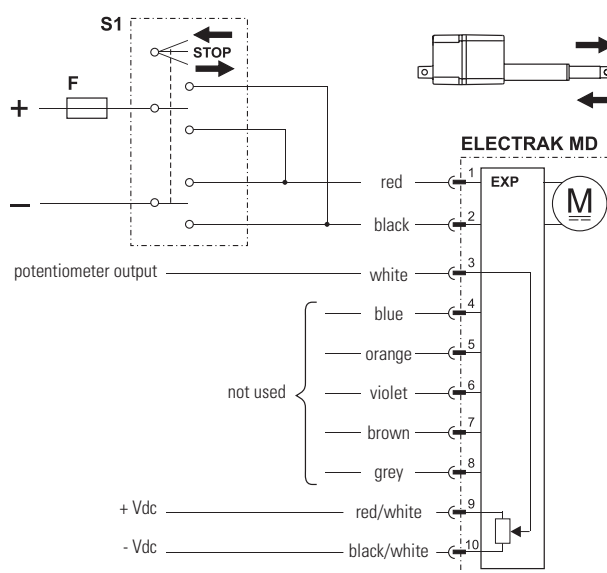 S1
STOP
F
+
–
ELECTRAK MD
EXP
M
red 1
black 2
potentiometer output white 3
blue 4
orange 5
not used violet 6
brown 7
grey 8
+ Vdc red/white 9
- Vdc black/white 10